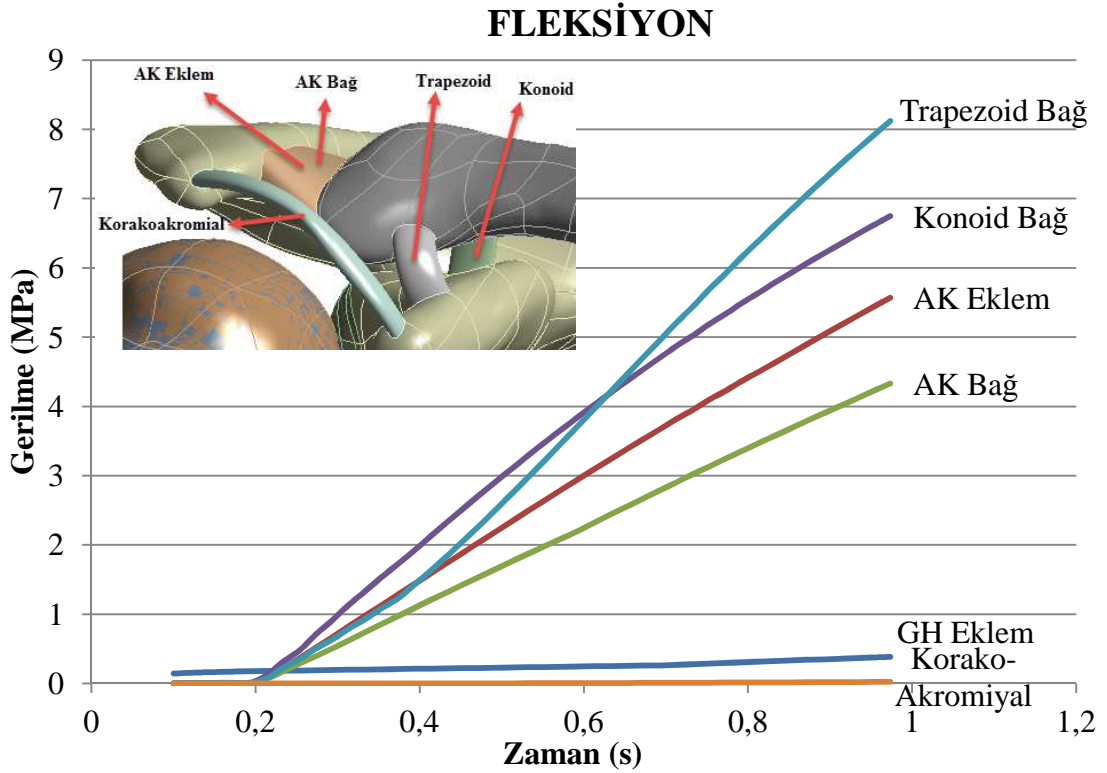 FLEKSİYON
9
8
7
6
5
4
3
2
1
0
Gerilme (MPa)
AK Eklem
AK Bağ
Trapezoid
Konoid
Korakoakromial
Trapezoid Bağ
Konoid Bağ
AK Eklem
AK Bağ
GH Eklem
Korako-
Akromiyal
0
0,2
0,4
0,6
0,8
1
1,2
Zaman (s)